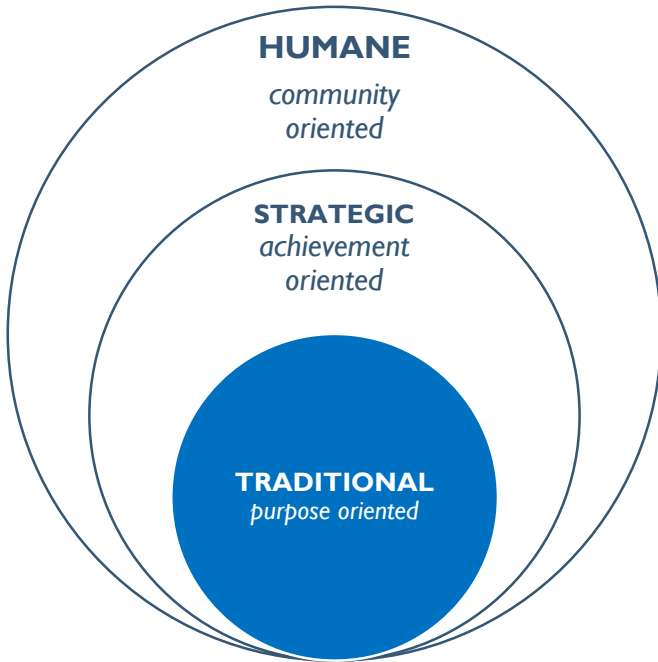 HUMANE
community
oriented
STRATEGIC
achievement
oriented
TRADITIONAL
purpose oriented